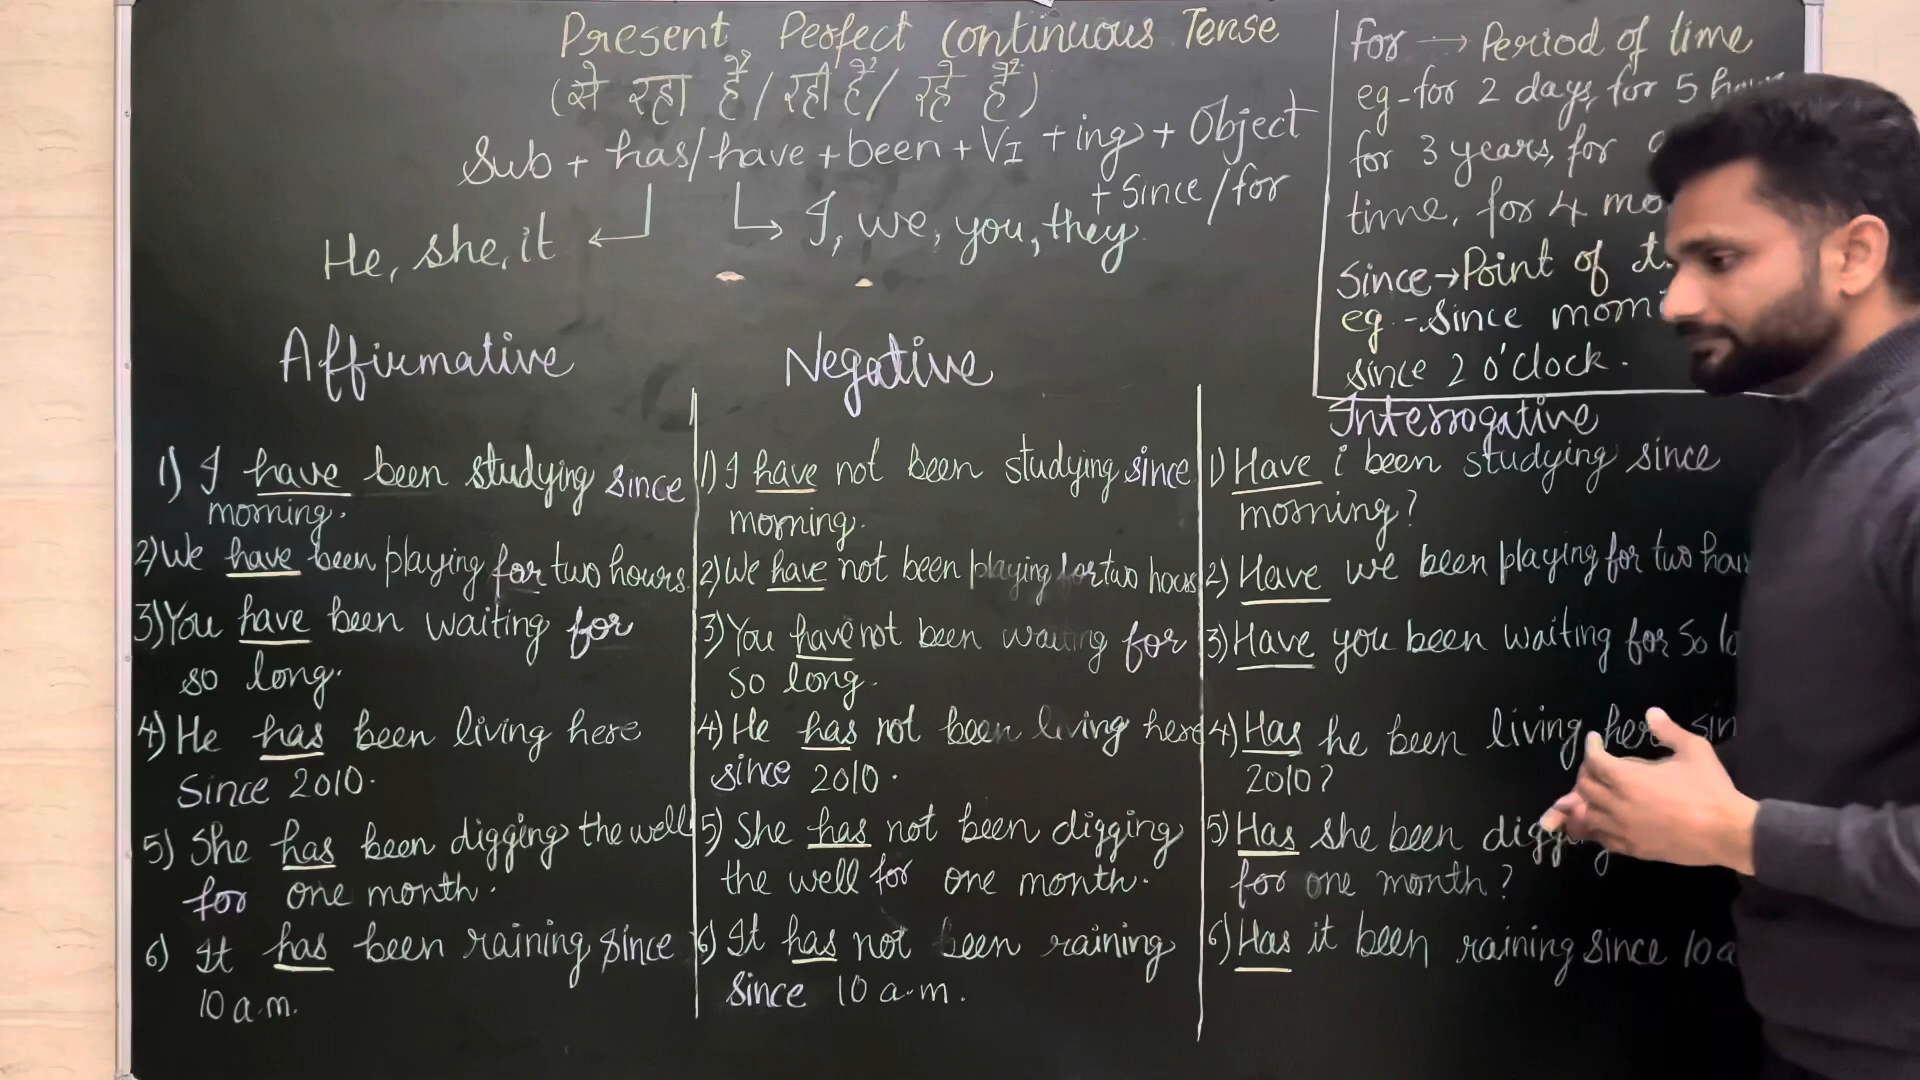 Present Perfect Continuous Tense
(से रहा है / रही है / रहे हैं)
Sub + has/have + been + VI + ing + Object
+ Since / for
He, she, it ← → I, we, you, they
for → Period of time
eg - for 2 days, for 5
for 3 years, for
time, for 4
Since → Point of
eg - Since
since 2 o'clock.
Affirmative
1) I have been studying since
morning.
2) We have been playing for two hours.
3) You have been waiting for
so long.
4) He has been living here
Since 2010.
5) She has been digging the well
for one month.
6) It has been raining since
10 a.m.
Negative
1) I have not been studying since
morning.
2) We have not been playing for two hours
3) You have not been waiting for
so long.
4) He has not been living here
since 2010.
5) She has not been digging
the well for one month.
6) It has not been raining
since 10 a.m.
Interrogative
1) Have i been studying since
morning?
2) Have we been playing for two
3) Have you been waiting for so
4) Has he been living here
2010?
5) Has she been
for one month?
6) Has it been raining since 10